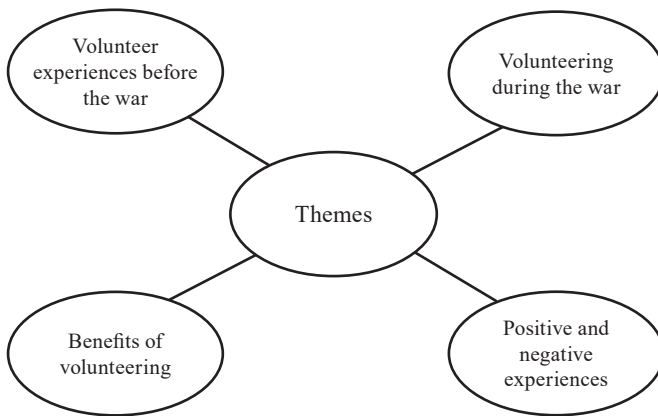 Volunteer
experiences before
the war
Volunteering
during the war
Themes
Benefits of
volunteering
Positive and
negative
experiences